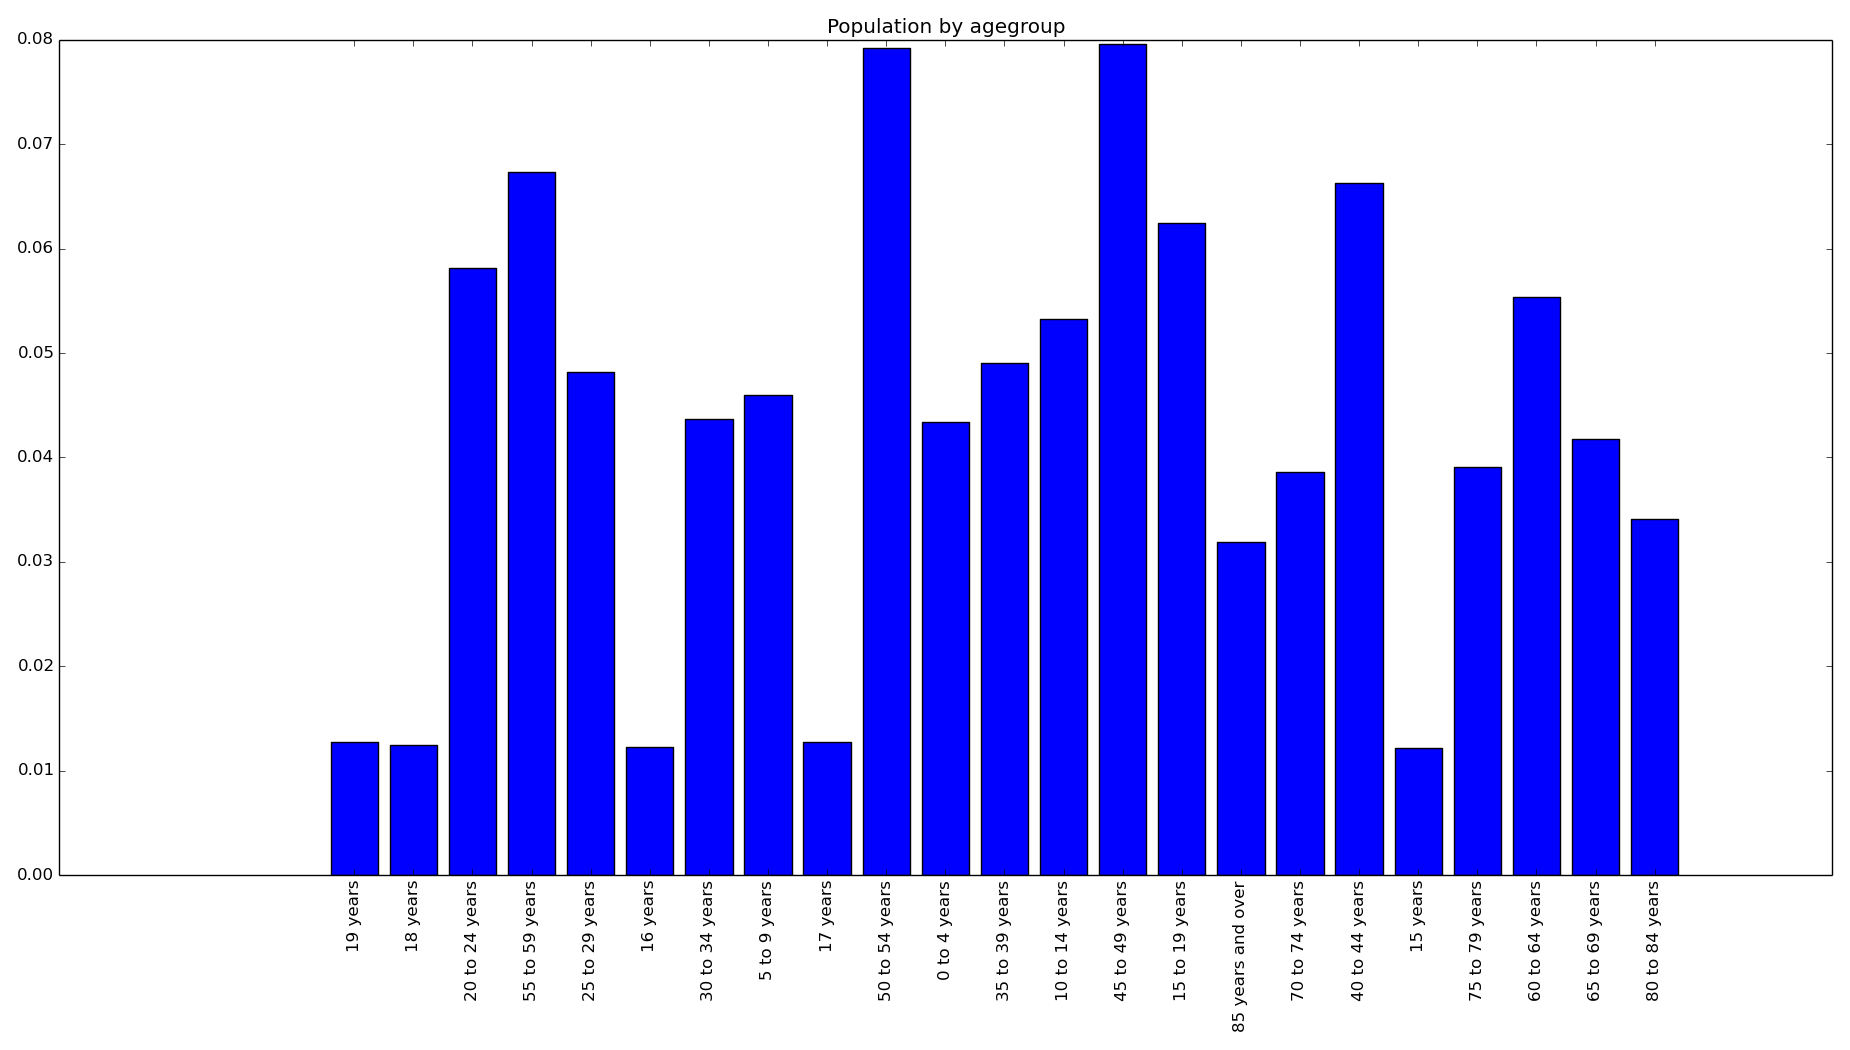 Population by agegroup
0.08
0.07
0.06
0.05
0.04
0.03
0.02
0.01
0.00
19 years
18 years
20 to 24 years
55 to 59 years
25 to 29 years
16 years
30 to 34 years
5 to 9 years
17 years
50 to 54 years
0 to 4 years
35 to 39 years
10 to 14 years
45 to 49 years
15 to 19 years
85 years and over
70 to 74 years
40 to 44 years
15 years
75 to 79 years
60 to 64 years
65 to 69 years
80 to 84 years